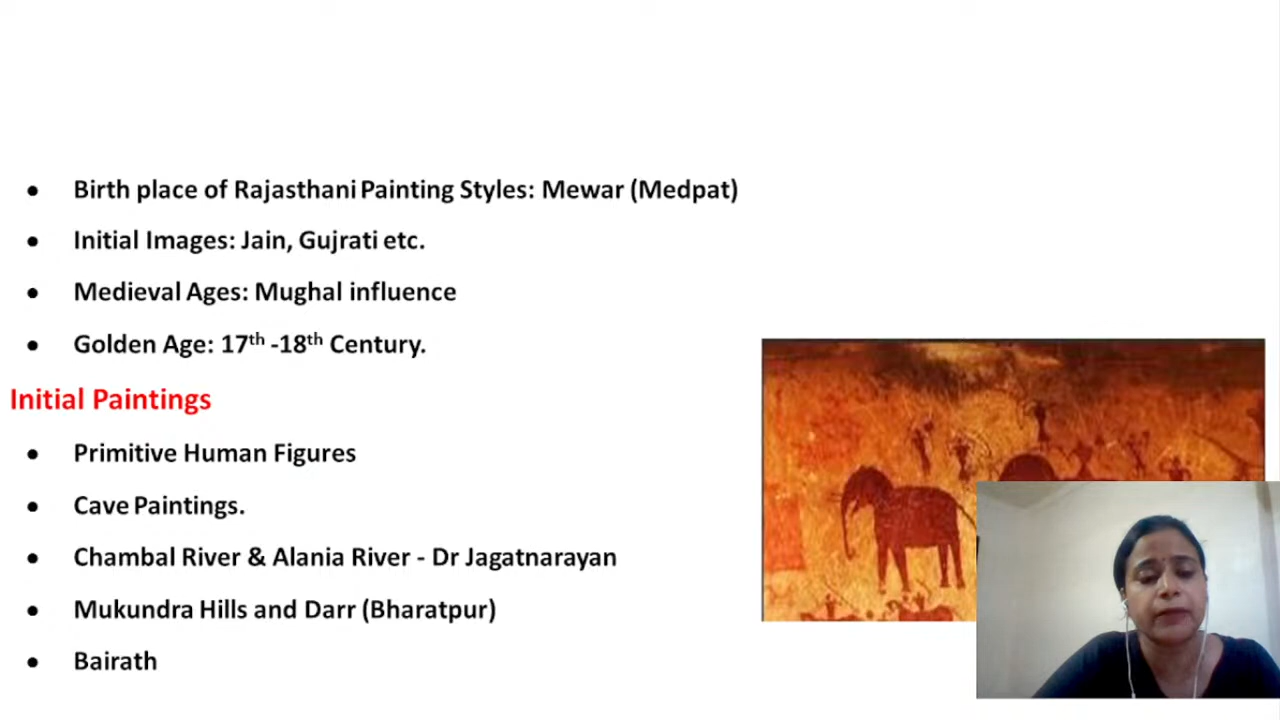 • Birth place of Rajasthani Painting Styles: Mewar (Medpat)
• Initial Images: Jain, Gujrati etc.
• Medieval Ages: Mughal influence
• Golden Age: 17th -18th Century.
Initial Paintings
• Primitive Human Figures
• Cave Paintings.
• Chambal River & Alania River - Dr Jagatnarayan
• Mukundra Hills and Darr (Bharatpur)
• Bairath